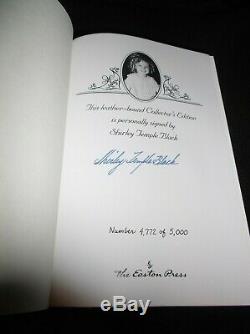 This leather-bound Collector's Edition
is personally signed by
Shirley Temple Black
Shirley Temple Black
Number 4,772 of 5,000
The Easton Press